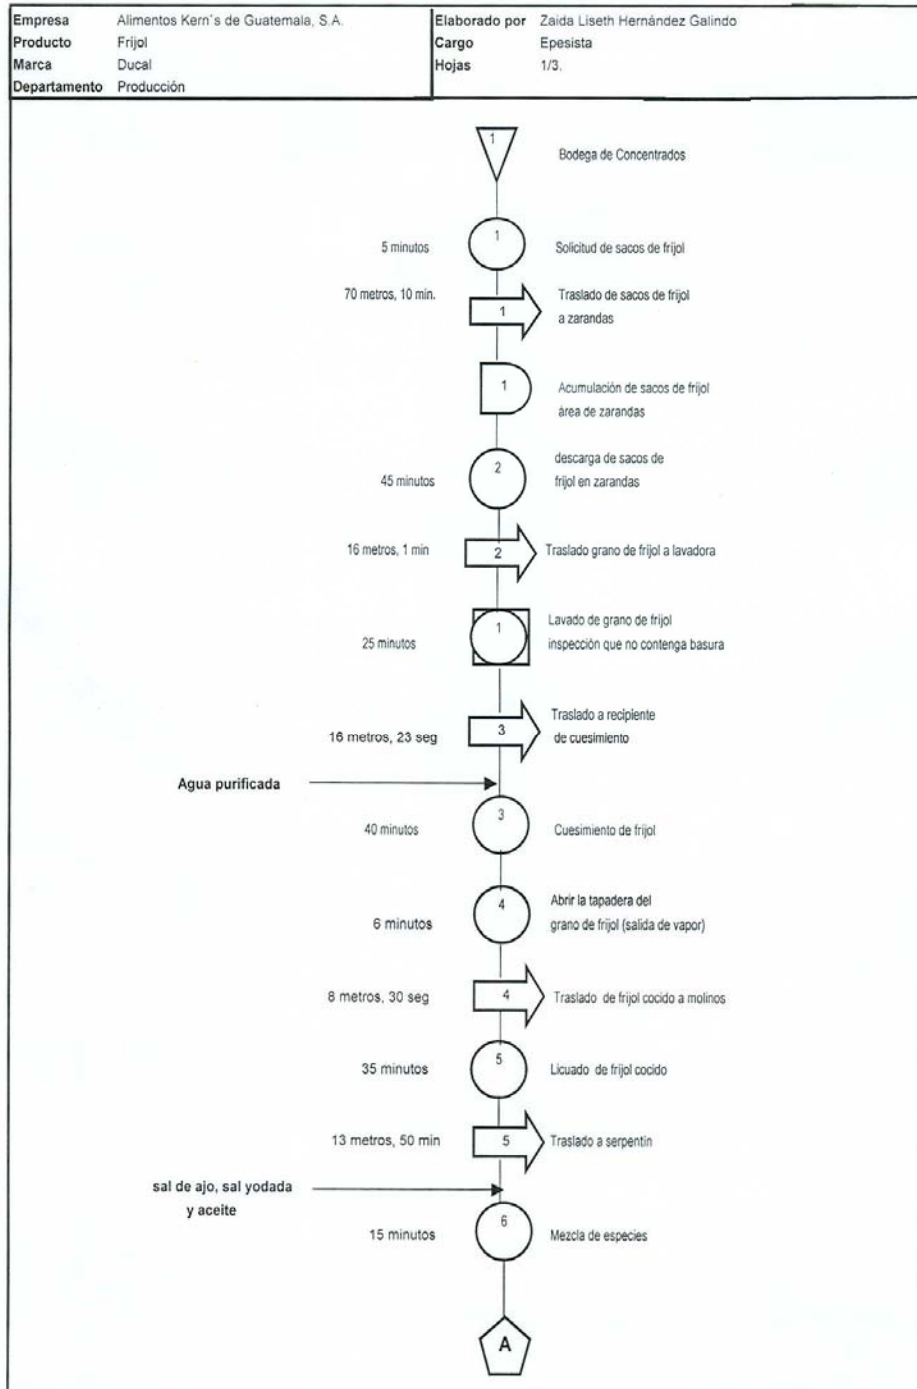 Empresa Alimentos Kern's de Guatemala, S.A.
Producto Frijol
Marca Ducal
Departamento Producción
Elaborado por Zaida Liseth Hernández Galindo
Cargo Epesista
Hojas 1/3.
1
Bodega de Concentrados
5 minutos
1
Solicitud de sacos de frijol
70 metros, 10 min.
1
Traslado de sacos de frijol
a zarandas
1
Acumulación de sacos de frijol
área de zarandas
45 minutos
2
descarga de sacos de
frijol en zarandas
16 metros, 1 min
2
Traslado grano de frijol a lavadora
25 minutos
1
Lavado de grano de frijol
inspección que no contenga basura
16 metros, 23 seg
3
Traslado a recipiente
de cuesimiento
Agua purificada
40 minutos
3
Cuesimiento de frijol
6 minutos
4
Abrir la tapadera del
grano de frijol (salida de vapor)
8 metros, 30 seg
4
Traslado de frijol cocido a molinos
35 minutos
5
Licuado de frijol cocido
13 metros, 50 min
5
Traslado a serpentin
sal de ajo, sal yodada
y aceite
15 minutos
6
Mezcla de especies
A